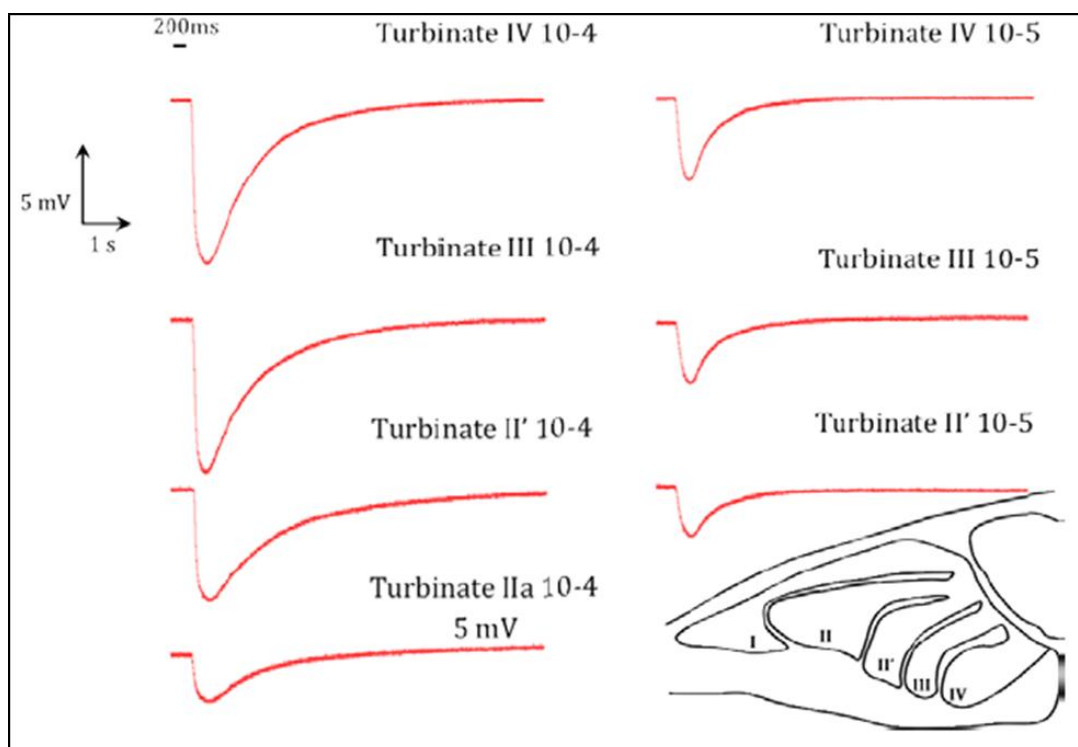 200ms
Turbinate IV 10-4
Turbinate IV 10-5
5 mV
1 s
Turbinate III 10-4
Turbinate III 10-5
Turbinate II' 10-4
Turbinate II' 10-5
Turbinate IIa 10-4
5 mV
I
II
II'
III
IV